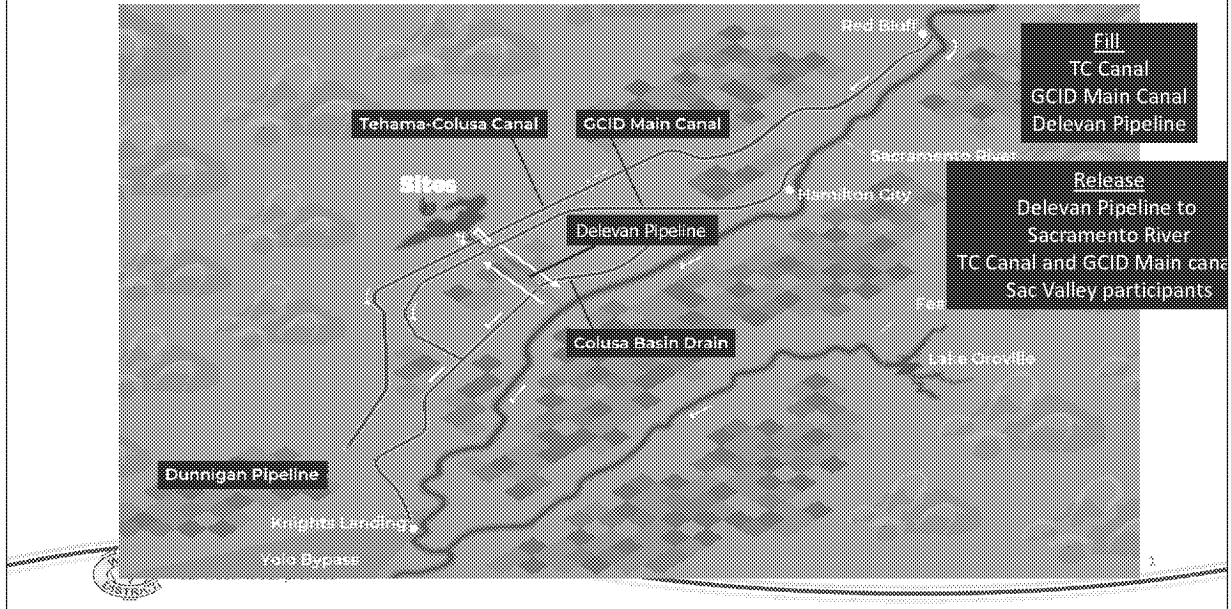 Red Bluff
Fill
TC Canal
GCID Main Canal
Delevan Pipeline
Tehama-Colusa Canal
GCID Main Canal
Sacramento River
Sites
Hamilton City
Release
Delevan Pipeline to
Sacramento River
TC Canal and GCID Main cana
Sac Valley participants
Delevan Pipeline
Colusa Basin Drain
Lake Oroville
Dunnigan Pipeline
Knights Landing
Yolo Bypass
DISTRICT